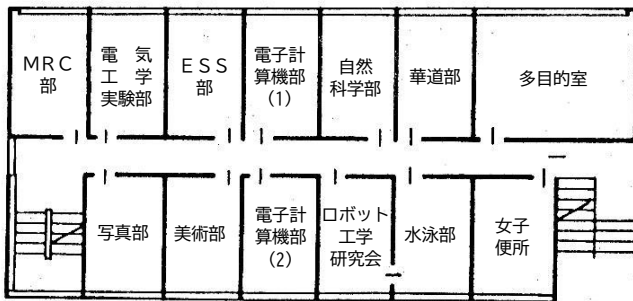 MRC
部
電 気
工 学
実験部
ESS
部
電子計
算機部
(1)
自然
科学部
華道部
多目的室
写真部
美術部
電子計
算機部
(2)
ロボット
工学
研究会
水泳部
女子
便所